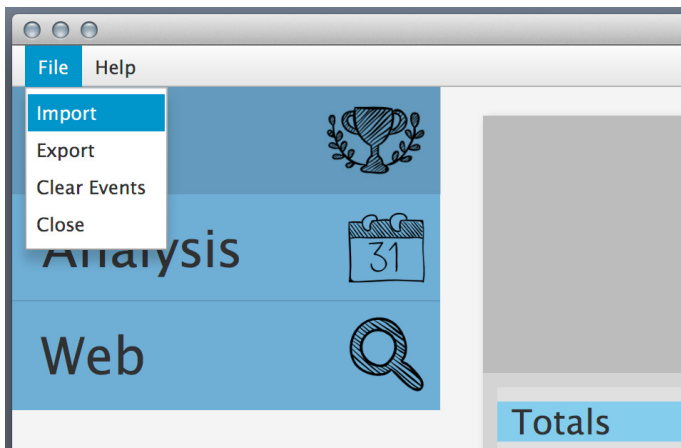 File Help
Import
Export
Clear Events
Close
Analysis
31
Web
Totals